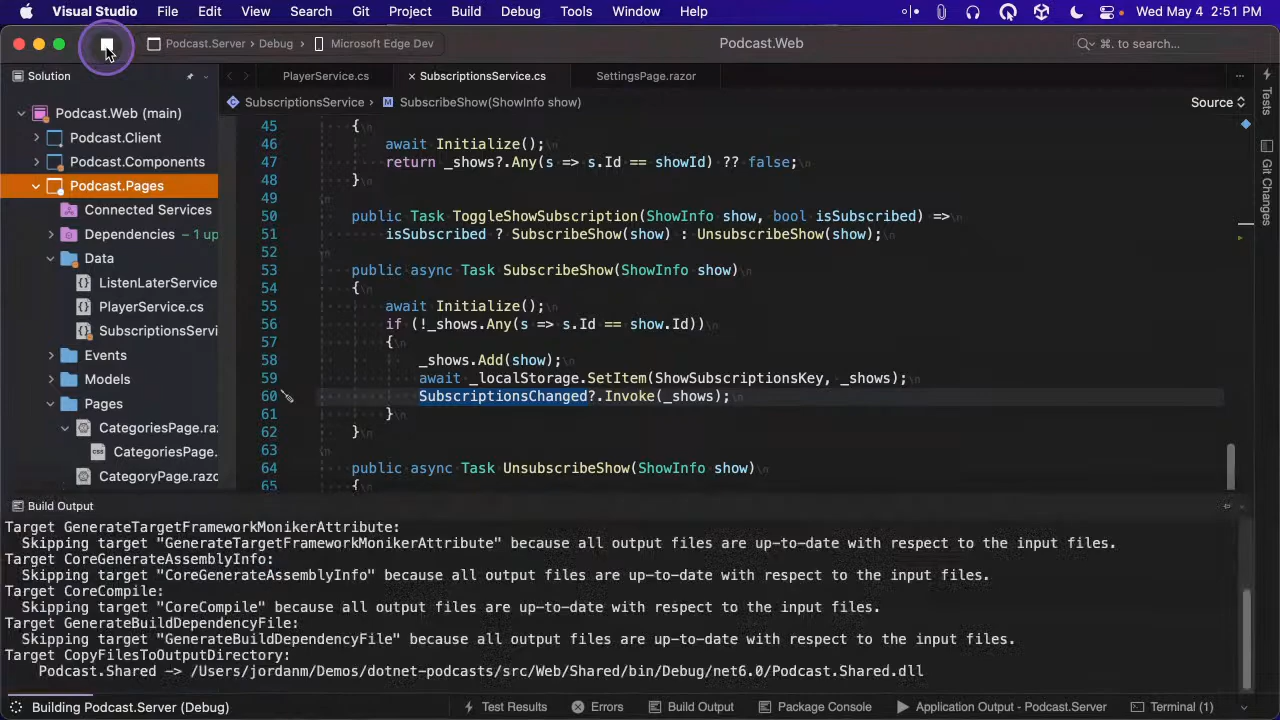 Visual Studio File Edit View Search Git Project Build Debug Tools Window Help Wed May 4 2:51 PM
Podcast.Server › Debug › Microsoft Edge Dev Podcast.Web ⌘. to search...
Solution
PlayerService.cs × SubscriptionsService.cs SettingsPage.razor
SubscriptionsService › SubscribeShow(ShowInfo show) Source
Podcast.Web (main)
Podcast.Client
Podcast.Components
Podcast.Pages
Connected Services
Dependencies – 1 up
Data
ListenLaterService
PlayerService.cs
SubscriptionsServi
Events
Models
Pages
CategoriesPage.raz
CategoriesPage.
CategoryPage.razc
45 {\n
46 await Initialize();\n
47 return _shows?.Any(s => s.Id == showId) ?? false;\n
48 }\n
49 \n
50 public Task ToggleShowSubscription(ShowInfo show, bool isSubscribed) =>\n
51 isSubscribed ? SubscribeShow(show) : UnsubscribeShow(show);\n
52 \n
53 public async Task SubscribeShow(ShowInfo show)\n
54 {\n
55 await Initialize();\n
56 if (!_shows.Any(s => s.Id == show.Id))\n
57 {\n
58 _shows.Add(show);\n
59 await _localStorage.SetItem(ShowSubscriptionsKey, _shows);\n
60 SubscriptionsChanged?.Invoke(_shows);\n
61 }\n
62 }\n
63 \n
64 public async Task UnsubscribeShow(ShowInfo show)\n
65 {\n
Tests
Git Changes
Build Output
Target GenerateTargetFrameworkMonikerAttribute:
Skipping target "GenerateTargetFrameworkMonikerAttribute" because all output files are up-to-date with respect to the input files.
Target CoreGenerateAssemblyInfo:
Skipping target "CoreGenerateAssemblyInfo" because all output files are up-to-date with respect to the input files.
Target CoreCompile:
Skipping target "CoreCompile" because all output files are up-to-date with respect to the input files.
Target GenerateBuildDependencyFile:
Skipping target "GenerateBuildDependencyFile" because all output files are up-to-date with respect to the input files.
Target CopyFilesToOutputDirectory:
Podcast.Shared -> /Users/jordanm/Demos/dotnet-podcasts/src/Web/Shared/bin/Debug/net6.0/Podcast.Shared.dll
Building Podcast.Server (Debug) Test Results Errors Build Output Package Console Application Output - Podcast.Server Terminal (1)